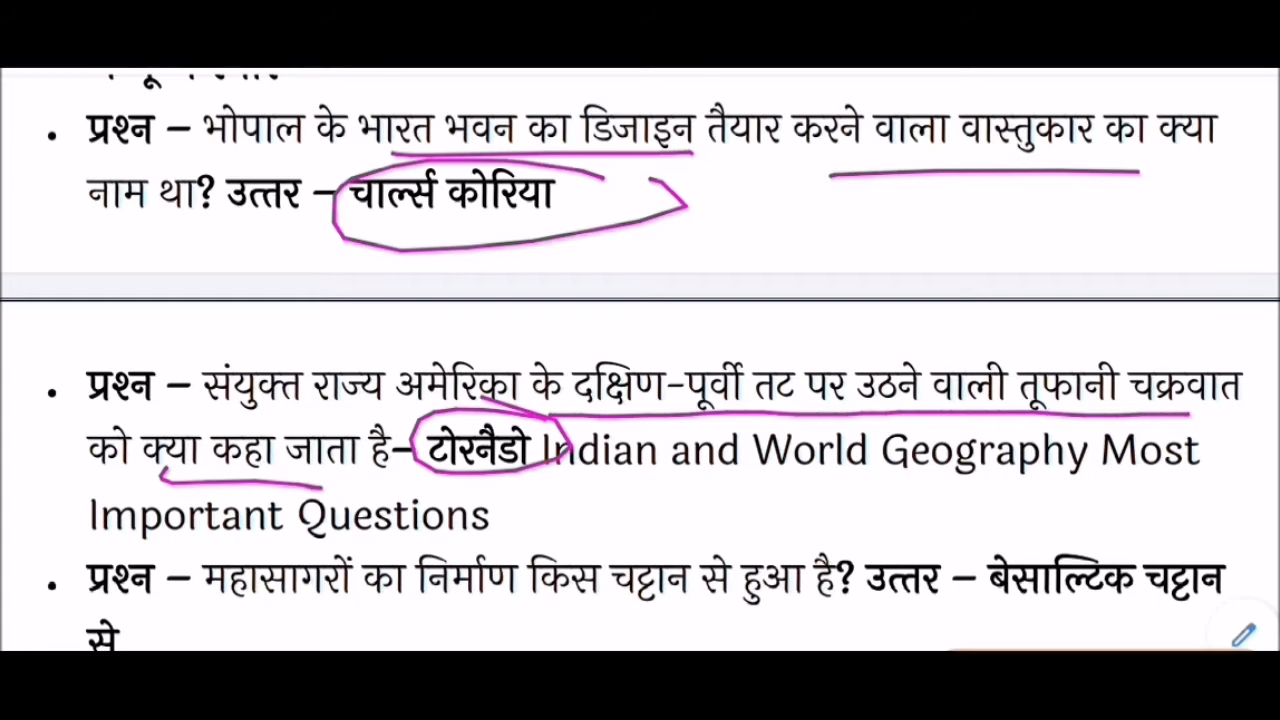 • प्रश्न – भोपाल के भारत भवन का डिजाइन तैयार करने वाला वास्तुकार का क्या
नाम था? उत्तर – चार्ल्स कोरिया
• प्रश्न – संयुक्त राज्य अमेरिका के दक्षिण-पूर्वी तट पर उठने वाली तूफानी चक्रवात
को क्या कहा जाता है– टोरनैडो Indian and World Geography Most
Important Questions
• प्रश्न – महासागरों का निर्माण किस चट्टान से हुआ है? उत्तर – बेसाल्टिक चट्टान
से